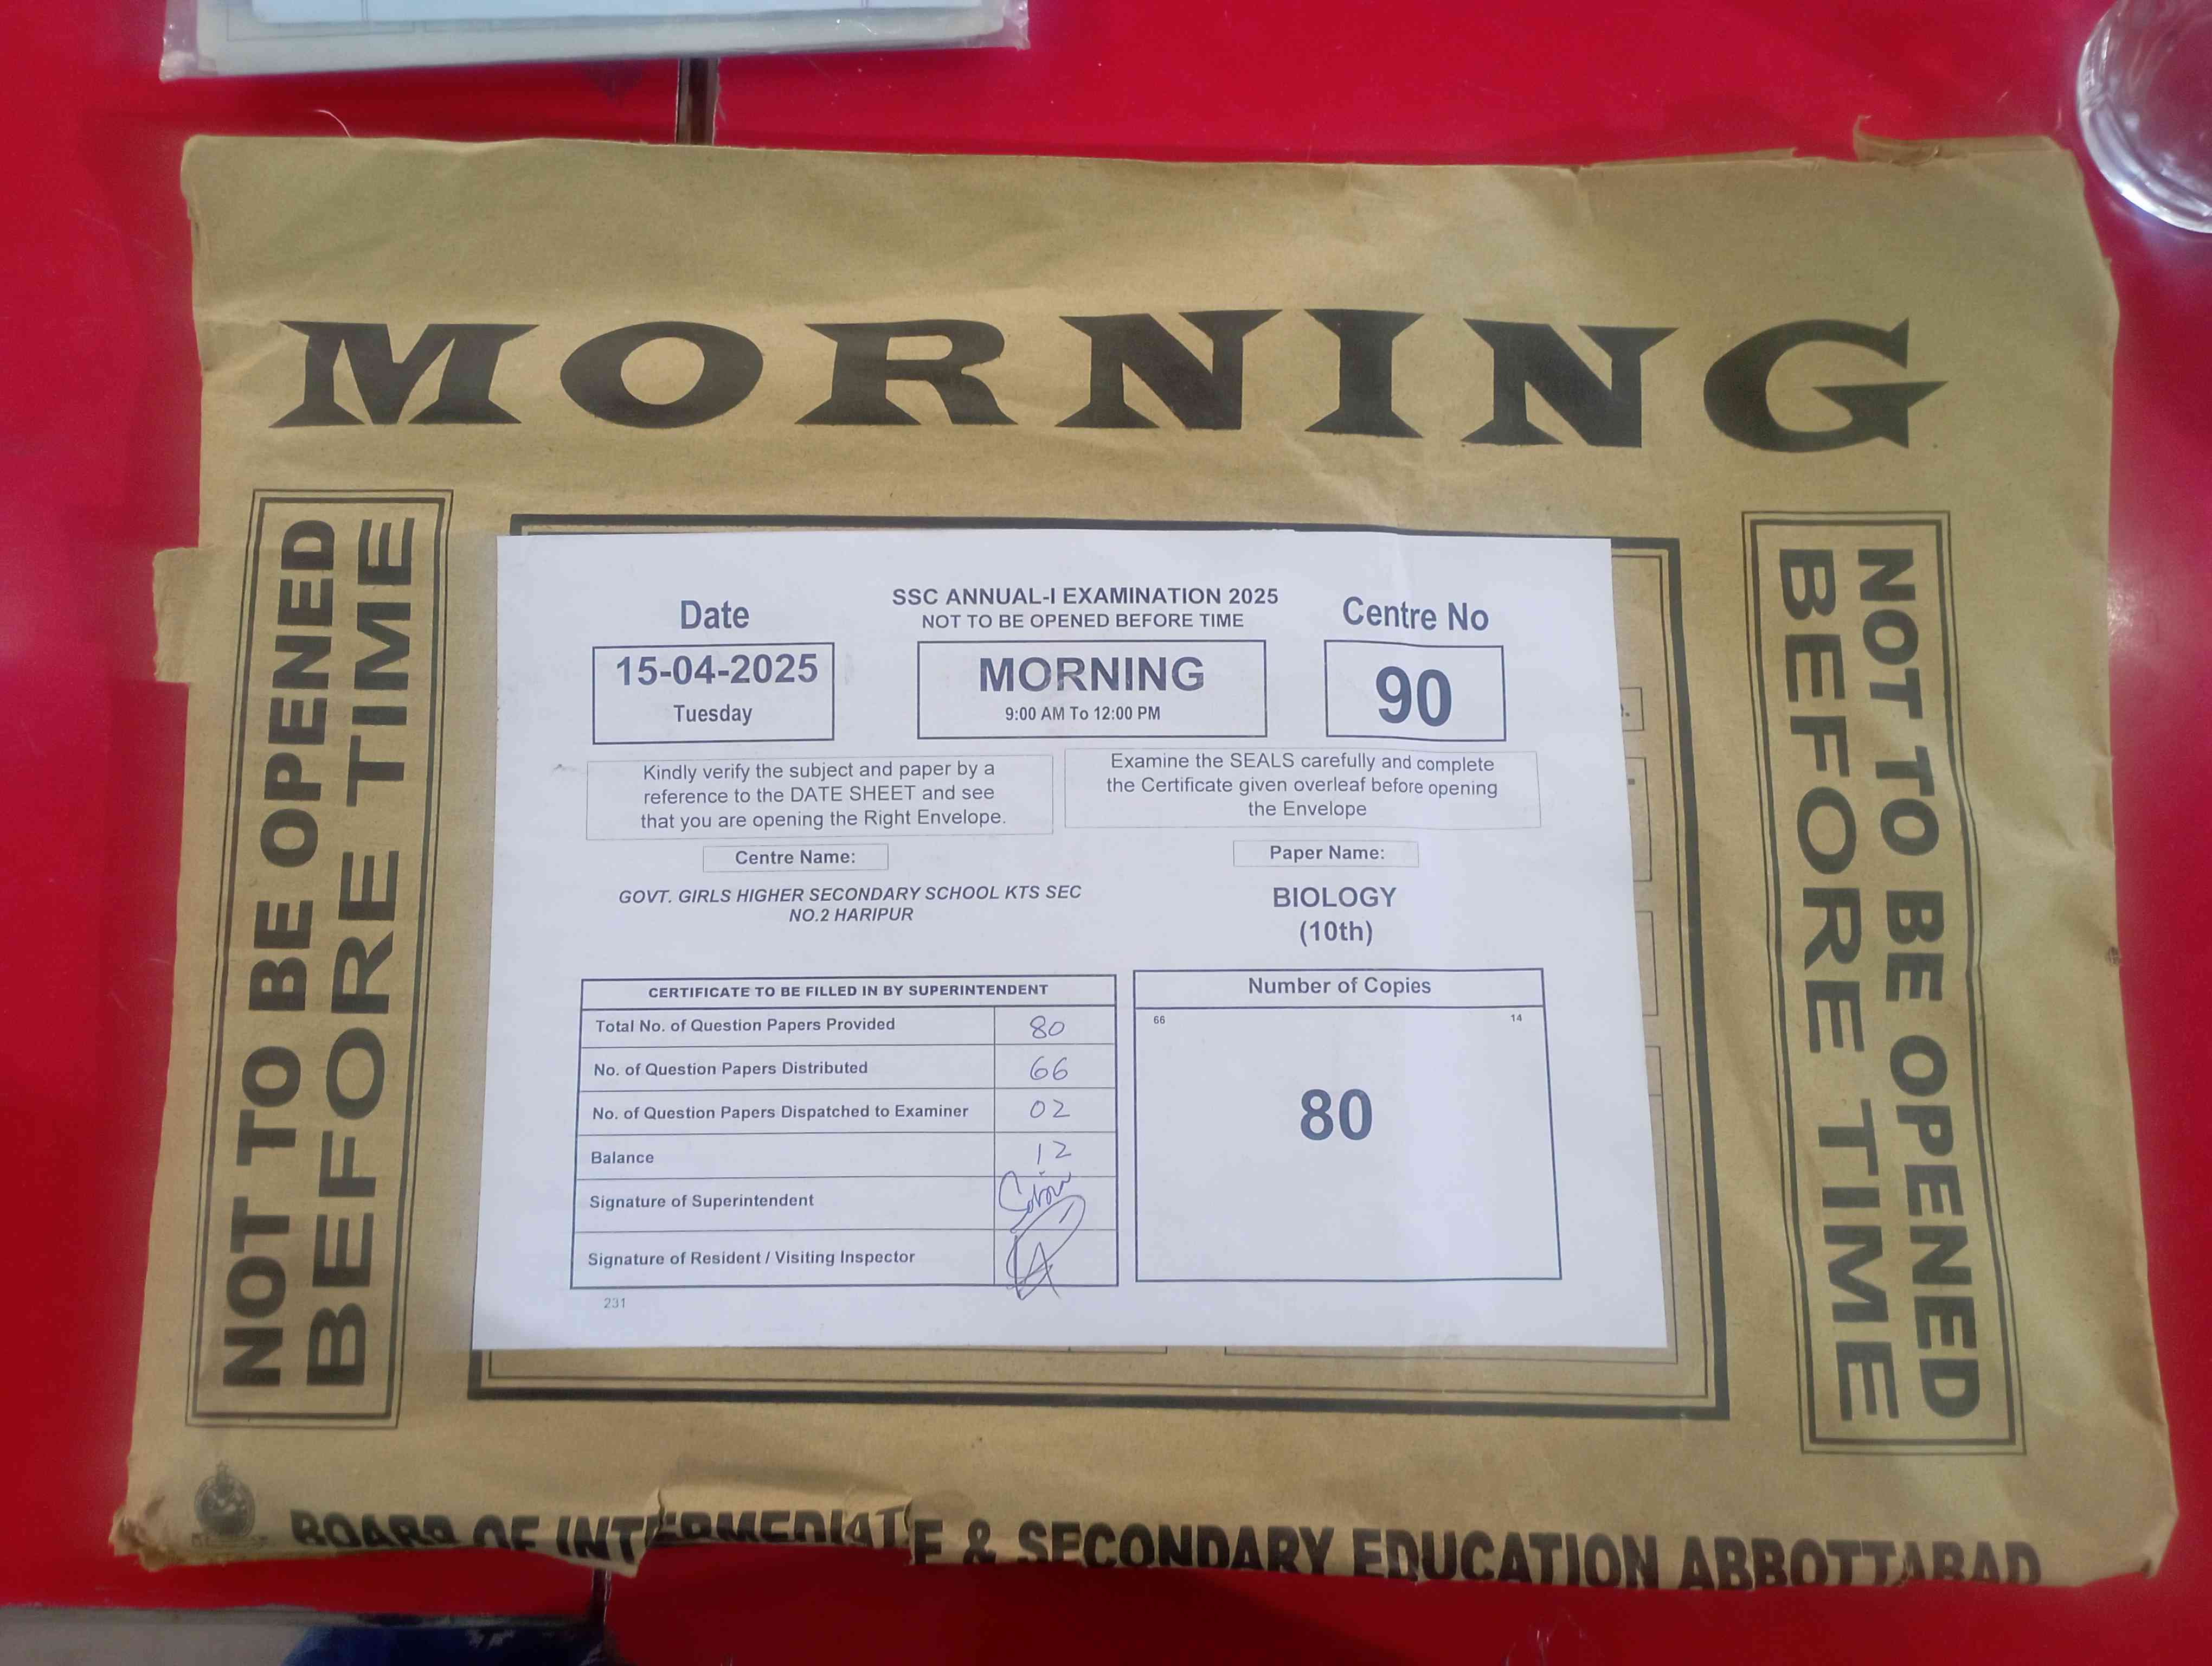 MORNING
NOT TO BE OPENED
BEFORE TIME
SSC ANNUAL-I EXAMINATION 2025
NOT TO BE OPENED BEFORE TIME
Date
15-04-2025
Tuesday
MORNING
9:00 AM To 12:00 PM
Centre No
90
Kindly verify the subject and paper by a
reference to the DATE SHEET and see
that you are opening the Right Envelope.
Examine the SEALS carefully and complete
the Certificate given overleaf before opening
the Envelope
Centre Name:
GOVT. GIRLS HIGHER SECONDARY SCHOOL KTS SEC
NO.2 HARIPUR
Paper Name:
BIOLOGY
(10th)
CERTIFICATE TO BE FILLED IN BY SUPERINTENDENT
Total No. of Question Papers Provided 80
No. of Question Papers Distributed 66
No. of Question Papers Dispatched to Examiner 02
Balance 12
Signature of Superintendent
Signature of Resident / Visiting Inspector
231
Number of Copies
66 14
80
NOT TO BE OPENED
BEFORE TIME
BOARD OF INTERMEDIATE & SECONDARY EDUCATION ABBOTTABAD